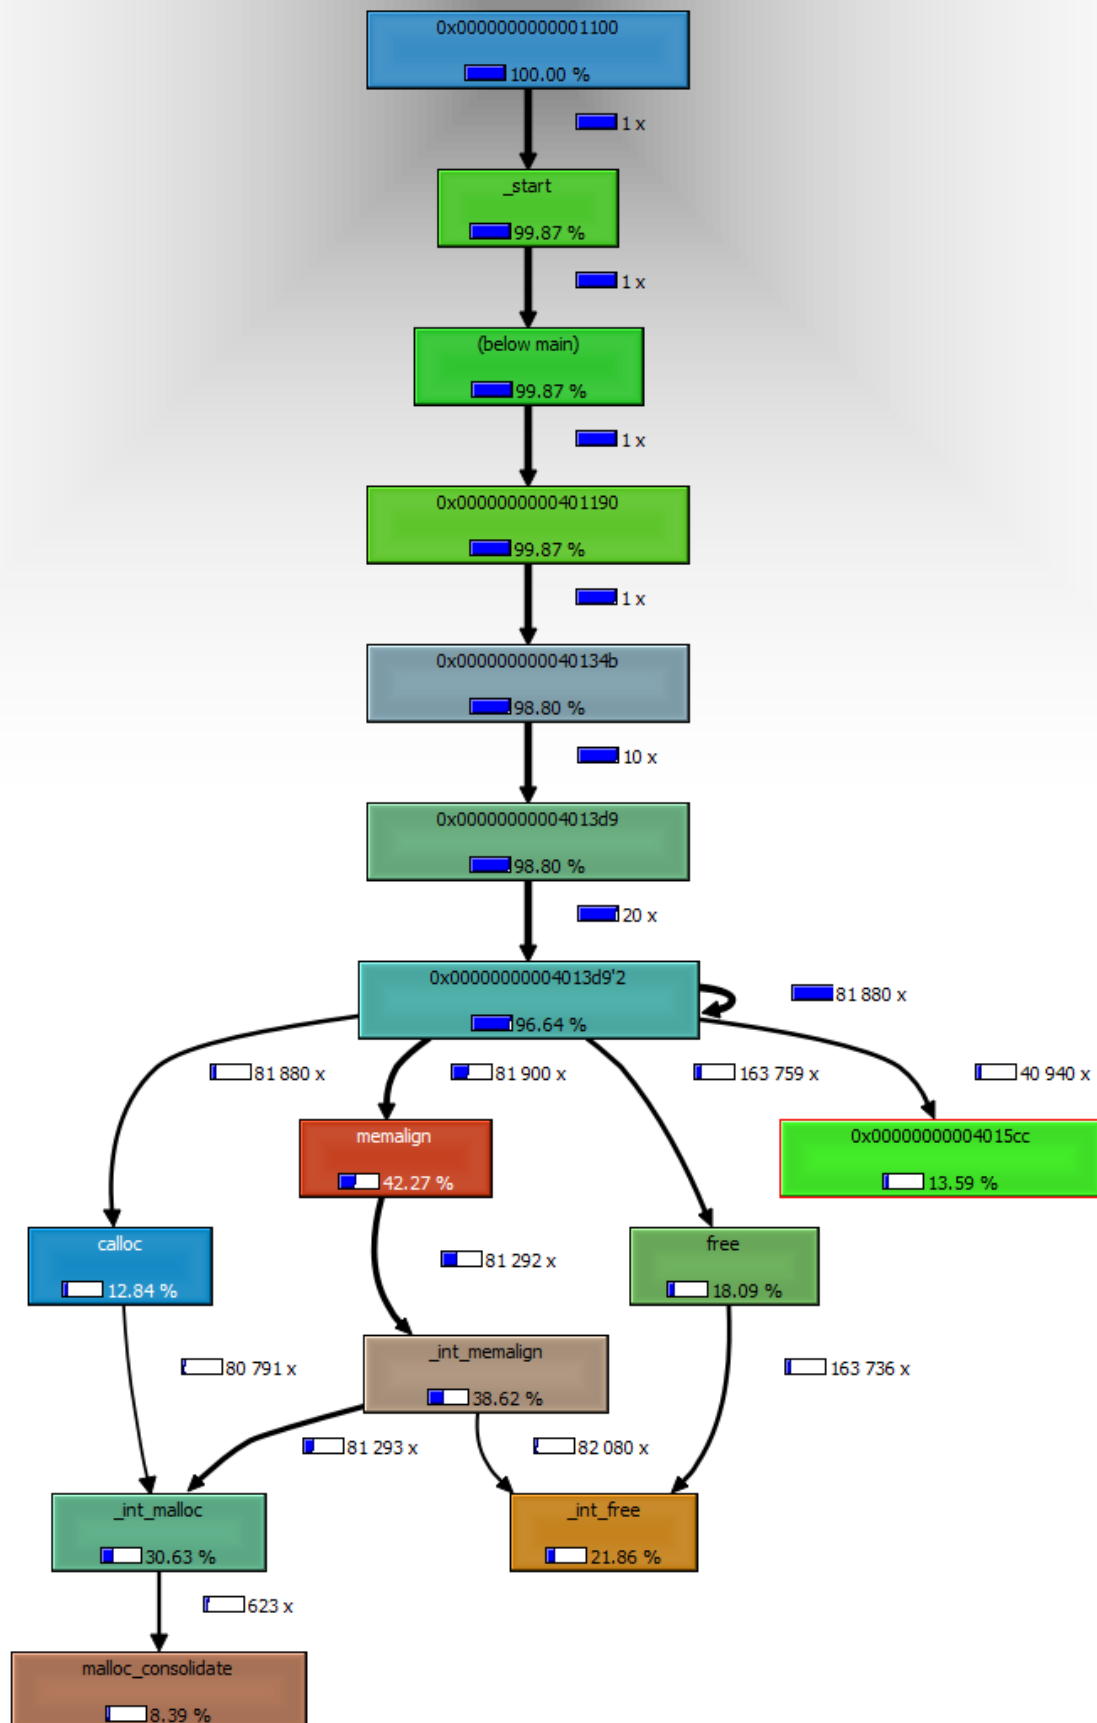 0x0000000000001100
100.00 %
1 x
_start
99.87 %
1 x
(below main)
99.87 %
1 x
0x0000000000401190
99.87 %
1 x
0x000000000040134b
98.80 %
10 x
0x00000000004013d9
98.80 %
20 x
0x00000000004013d9'2
96.64 %
81 880 x
81 880 x
81 900 x
163 759 x
40 940 x
memalign
42.27 %
0x00000000004015cc
13.59 %
calloc
12.84 %
81 292 x
free
18.09 %
80 791 x
_int_memalign
38.62 %
163 736 x
81 293 x
82 080 x
_int_malloc
30.63 %
_int_free
21.86 %
623 x
malloc_consolidate
8.39 %